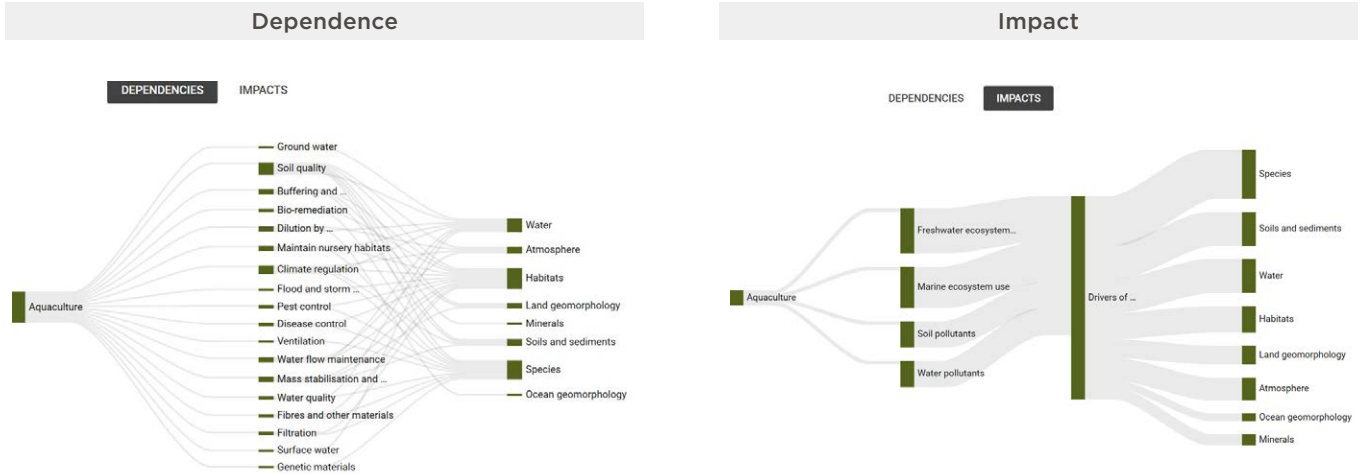 Dependence
DEPENDENCIES
IMPACTS
Aquaculture
Ground water
Soil quality
Buffering and ...
Bio-remediation
Dilution by ...
Maintain nursery habitats
Climate regulation
Flood and storm ...
Pest control
Disease control
Ventilation
Water flow maintenance
Mass stabilisation and ...
Water quality
Fibres and other materials
Filtration
Surface water
Genetic materials
Water
Atmosphere
Habitats
Land geomorphology
Minerals
Soils and sediments
Species
Ocean geomorphology
Impact
DEPENDENCIES
IMPACTS
Aquaculture
Freshwater ecosystem...
Marine ecosystem use
Soil pollutants
Water pollutants
Drivers of ...
Species
Soils and sediments
Water
Habitats
Land geomorphology
Atmosphere
Ocean geomorphology
Minerals